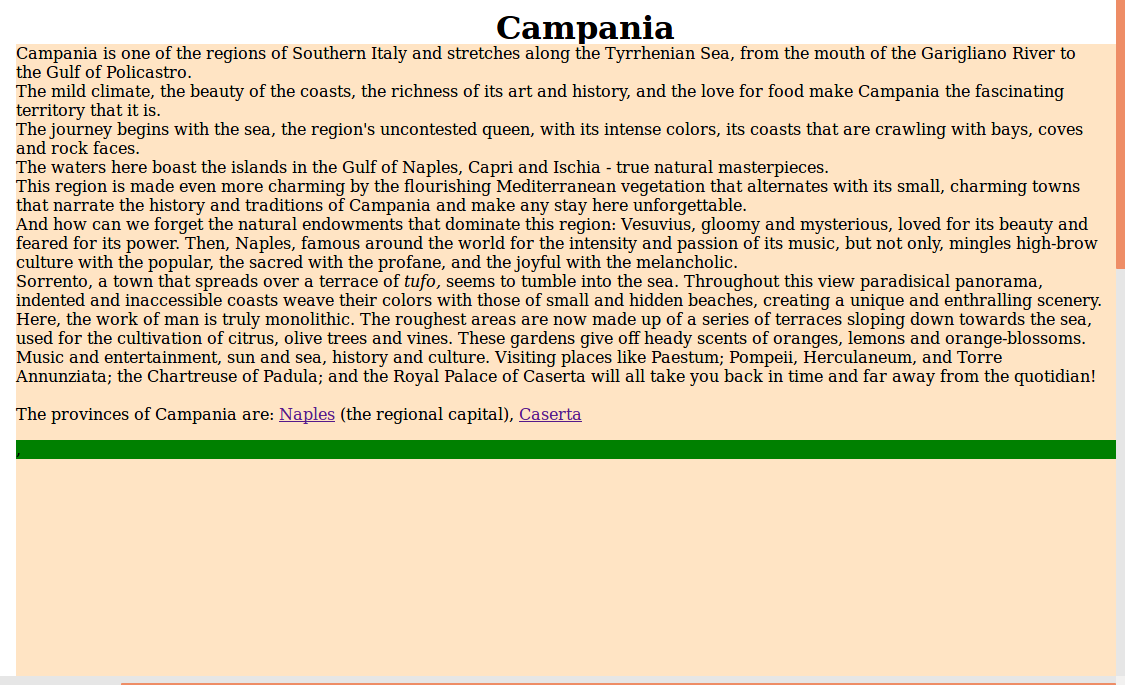 Campania
Campania is one of the regions of Southern Italy and stretches along the Tyrrhenian Sea, from the mouth of the Garigliano River to
the Gulf of Policastro.
The mild climate, the beauty of the coasts, the richness of its art and history, and the love for food make Campania the fascinating
territory that it is.
The journey begins with the sea, the region's uncontested queen, with its intense colors, its coasts that are crawling with bays, coves
and rock faces.
The waters here boast the islands in the Gulf of Naples, Capri and Ischia - true natural masterpieces.
This region is made even more charming by the flourishing Mediterranean vegetation that alternates with its small, charming towns
that narrate the history and traditions of Campania and make any stay here unforgettable.
And how can we forget the natural endowments that dominate this region: Vesuvius, gloomy and mysterious, loved for its beauty and
feared for its power. Then, Naples, famous around the world for the intensity and passion of its music, but not only, mingles high-brow
culture with the popular, the sacred with the profane, and the joyful with the melancholic.
Sorrento, a town that spreads over a terrace of tufo, seems to tumble into the sea. Throughout this view paradisical panorama,
indented and inaccessible coasts weave their colors with those of small and hidden beaches, creating a unique and enthralling scenery.
Here, the work of man is truly monolithic. The roughest areas are now made up of a series of terraces sloping down towards the sea,
used for the cultivation of citrus, olive trees and vines. These gardens give off heady scents of oranges, lemons and orange-blossoms.
Music and entertainment, sun and sea, history and culture. Visiting places like Paestum; Pompeii, Herculaneum, and Torre
Annunziata; the Chartreuse of Padula; and the Royal Palace of Caserta will all take you back in time and far away from the quotidian!
The provinces of Campania are: Naples (the regional capital), Caserta
,